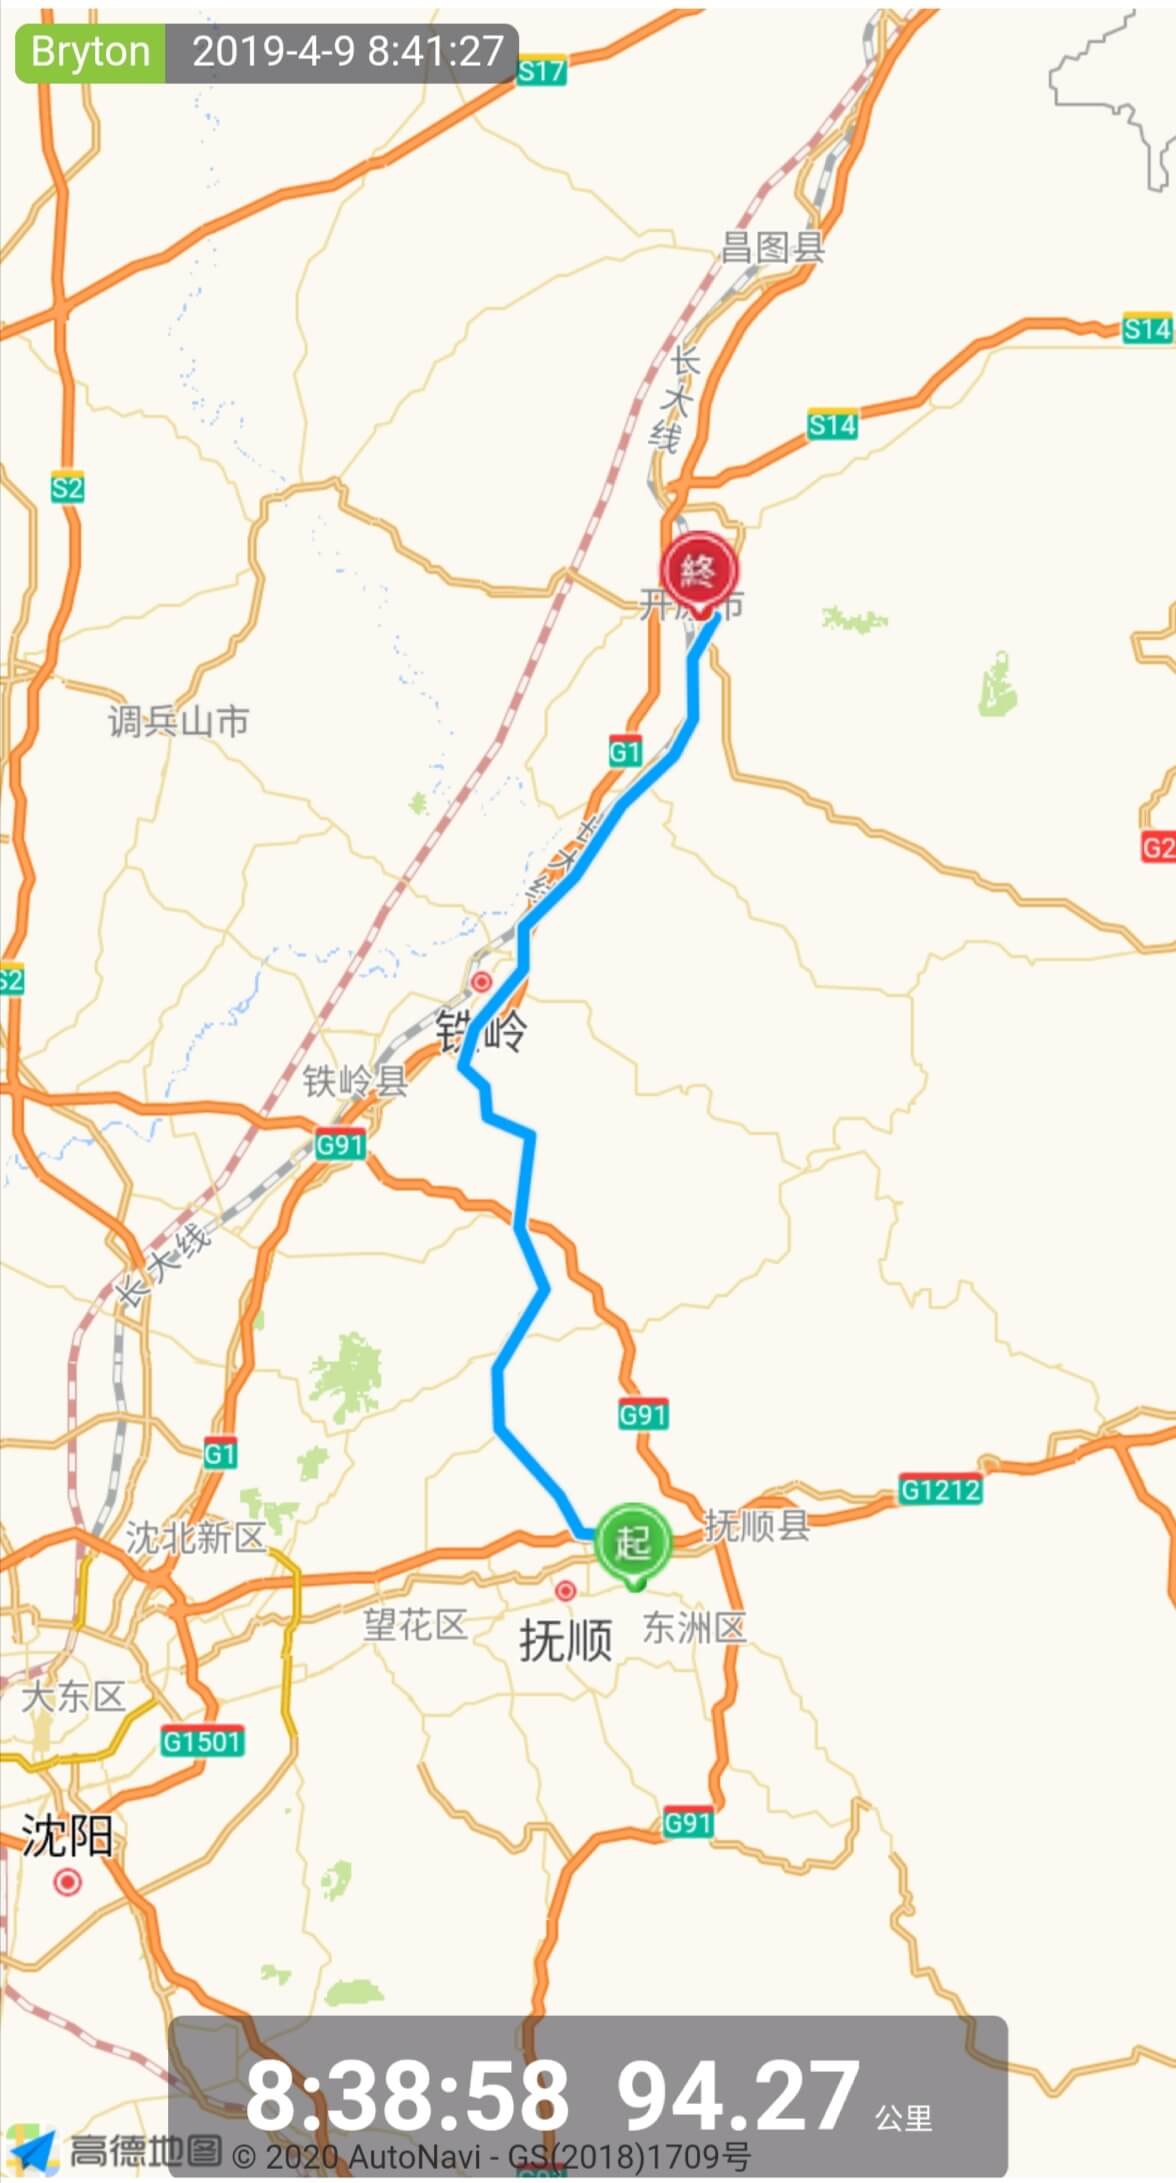 Bryton 2019-4-9 8:41:27
S17
昌图县
S14
长大线
S14
S2
終
开 市
调兵山市
G1
G2
长大线
S2
铁岭
铁岭县
G91
长大线
G91
G1
G1212
沈北新区
起
抚顺县
望花区
抚顺
东洲区
大东区
G1501
G91
沈阳
8:38:58 94.27 公里
高德地图 © 2020 AutoNavi - GS(2018)1709号